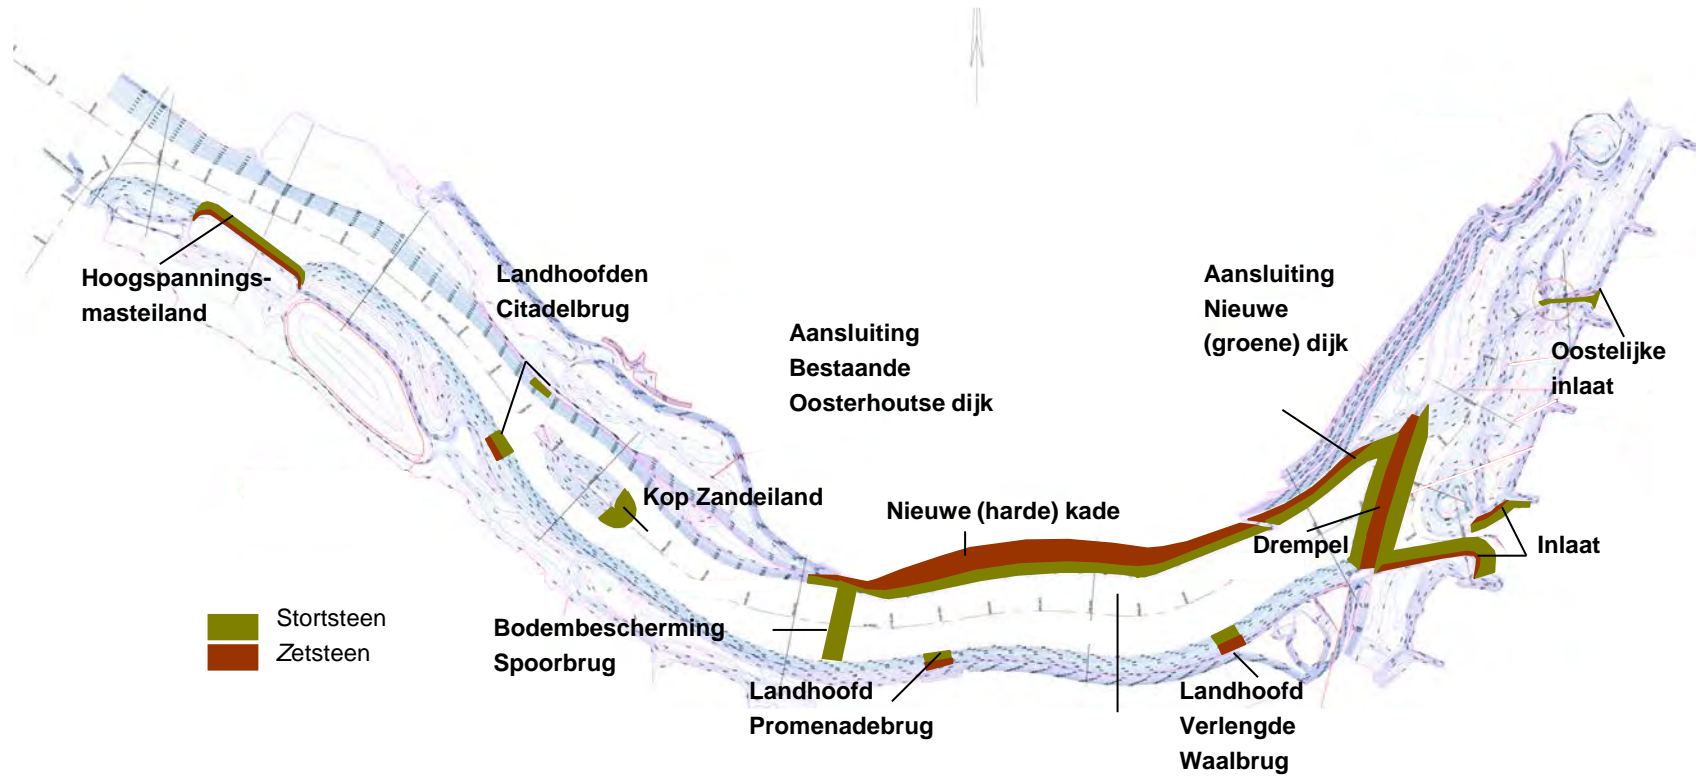 Hoogspannings-
masteiland
Landhoofden
Citadelbrug
Aansluiting
Bestaande
Oosterhoutse dijk
Aansluiting
Nieuwe
(groene) dijk
Oostelijke
inlaat
Kop Zandeiland
Nieuwe (harde) kade
Drempel
Inlaat
Stortsteen
Zetsteen
Bodembescherming
Spoorbrug
Landhoofd
Promenadebrug
Landhoofd
Verlengde
Waalbrug